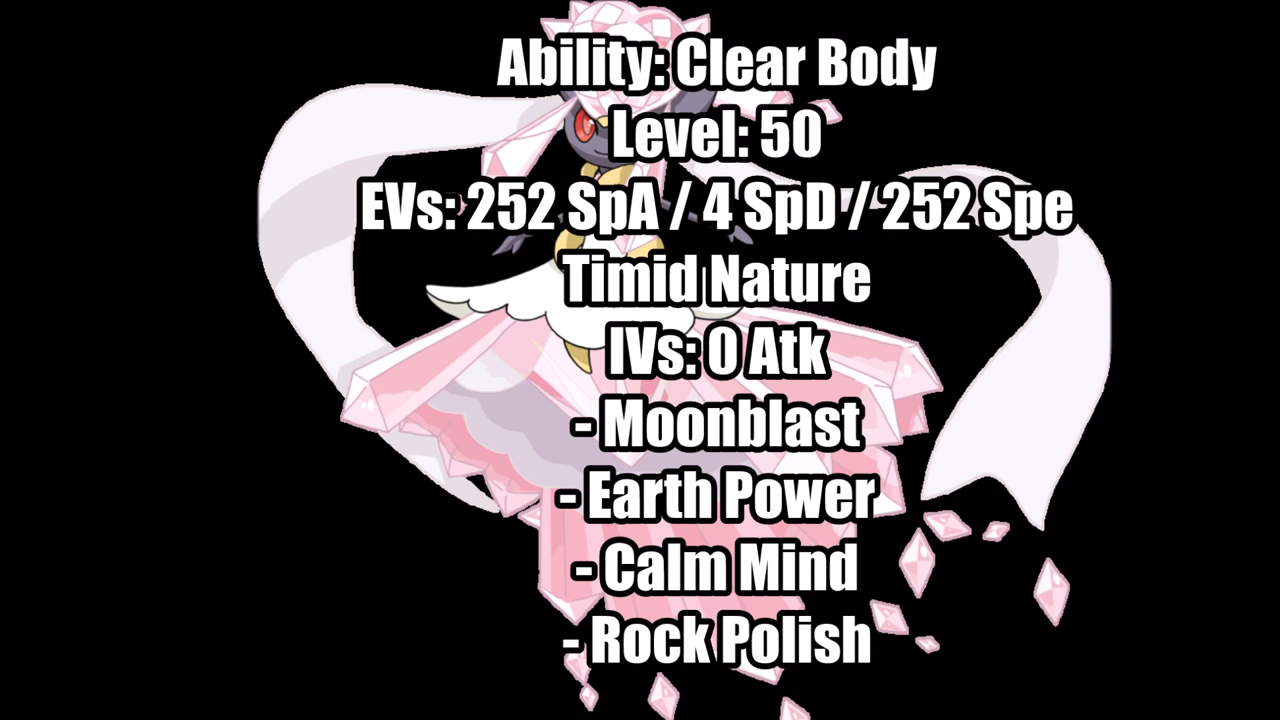 Ability: Clear Body
Level: 50
EVs: 252 SpA / 4 SpD / 252 Spe
Timid Nature
IVs: 0 Atk
- Moonblast
- Earth Power
- Calm Mind
- Rock Polish